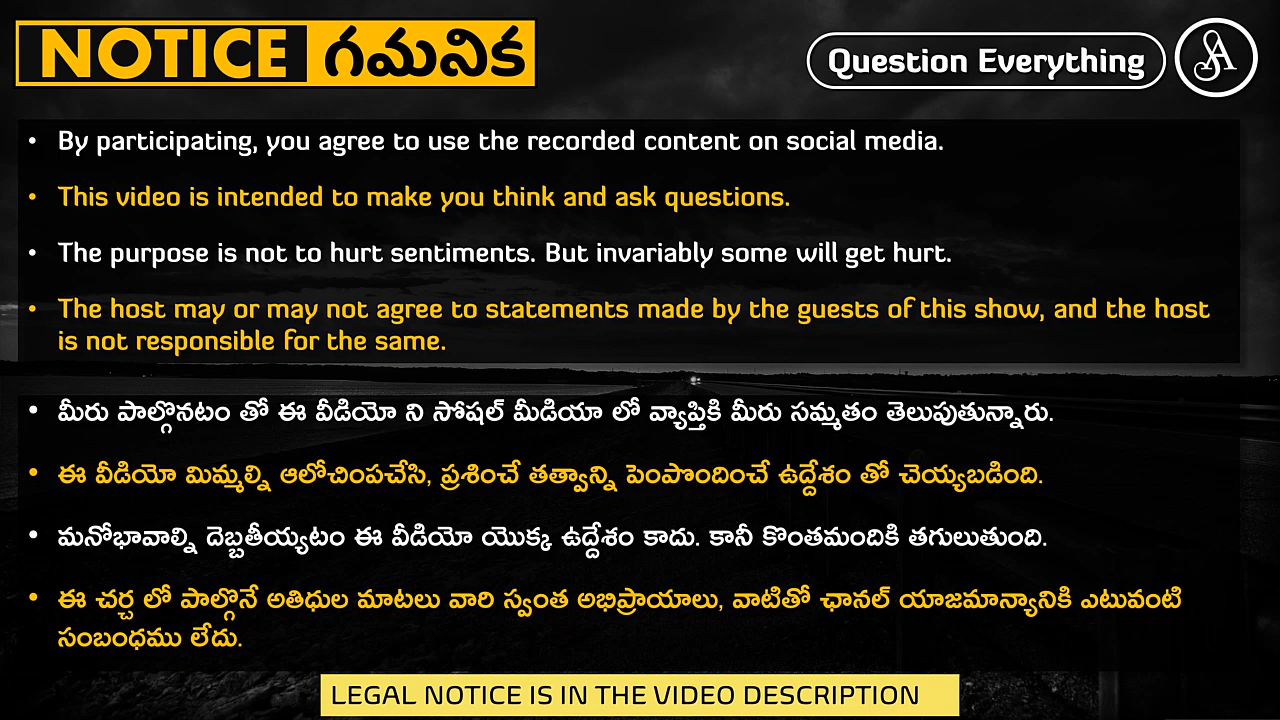 NOTICE గమనిక
Question Everything
• By participating, you agree to use the recorded content on social media.
• This video is intended to make you think and ask questions.
• The purpose is not to hurt sentiments. But invariably some will get hurt.
• The host may or may not agree to statements made by the guests of this show, and the host
is not responsible for the same.
• మీరు పాల్గొనటం తో ఈ వీడియో ని సోషల్ మీడియా లో వ్యాప్తికి మీరు సమ్మతం తెలుపుతున్నారు.
• ఈ వీడియో మిమ్మల్ని ఆలోచింపచేసి, ప్రశించే తత్వాన్ని పెంపొందించే ఉద్దేశం తో చెయ్యబడింది.
• మనోభావాల్ని దెబ్బతీయ్యటం ఈ వీడియో యొక్క ఉద్దేశం కాదు. కానీ కొంతమందికి తగులుతుంది.
• ఈ చర్చ లో పాల్గొనే అతిధుల మాటలు వారి స్వంత అభిప్రాయాలు, వాటితో ఛానల్ యాజమాన్యానికి ఎటువంటి
సంబంధము లేదు.
LEGAL NOTICE IS IN THE VIDEO DESCRIPTION